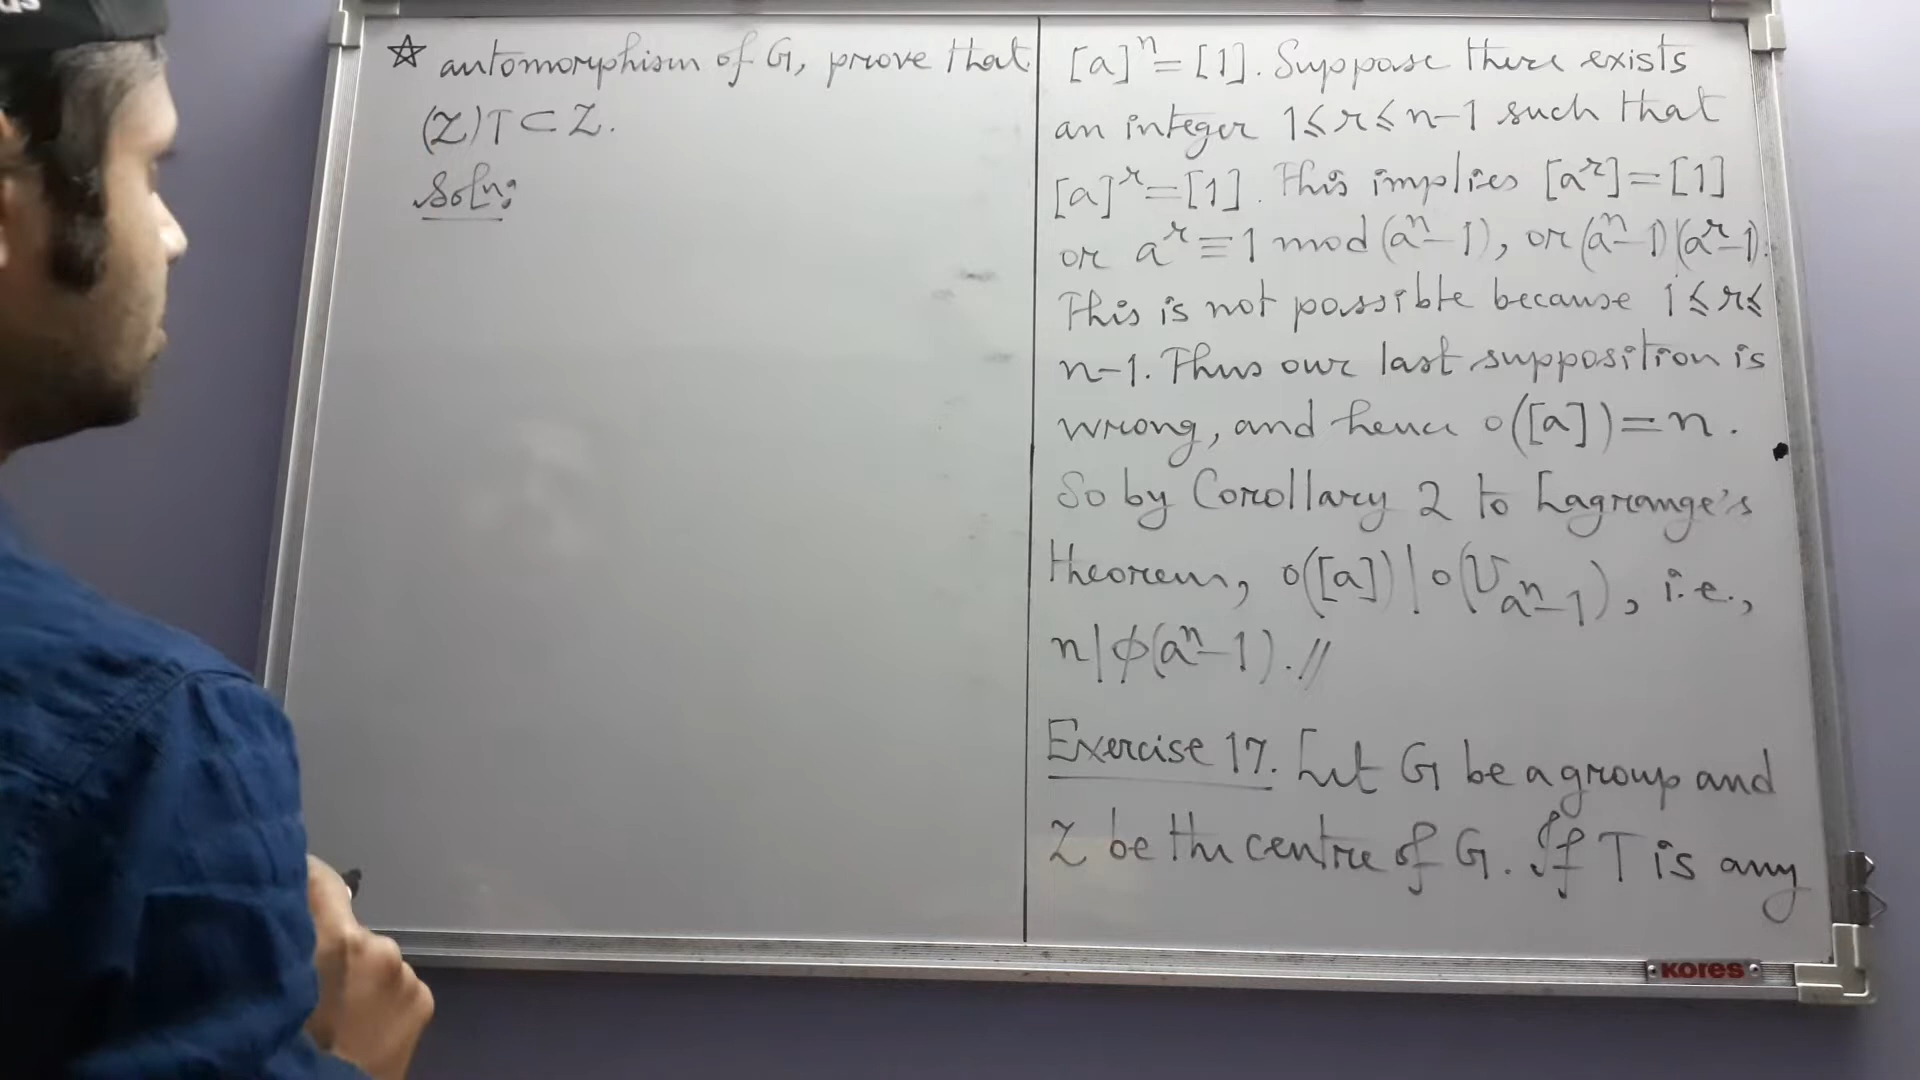 ☆ automorphism of G, prove that
(Z)T ⊂ Z.
Soln:
[a]ⁿ = [1]. Suppose there exists
an integer 1 ≤ r ≤ n-1 such that
[a]ʳ = [1]. This implies [aʳ] = [1]
or aʳ ≡ 1 mod (aⁿ-1), or (aⁿ-1)|(aʳ-1).
This is not possible because 1 ≤ r ≤
n-1. Thus our last supposition is
wrong, and hence o([a]) = n.
So by Corollary 2 to Lagrange's
theorem, o([a]) | o(U_{aⁿ-1}), i.e.,
n | ϕ(aⁿ-1). //
Exercise 17. Let G be a group and
Z be the centre of G. If T is any
KORES